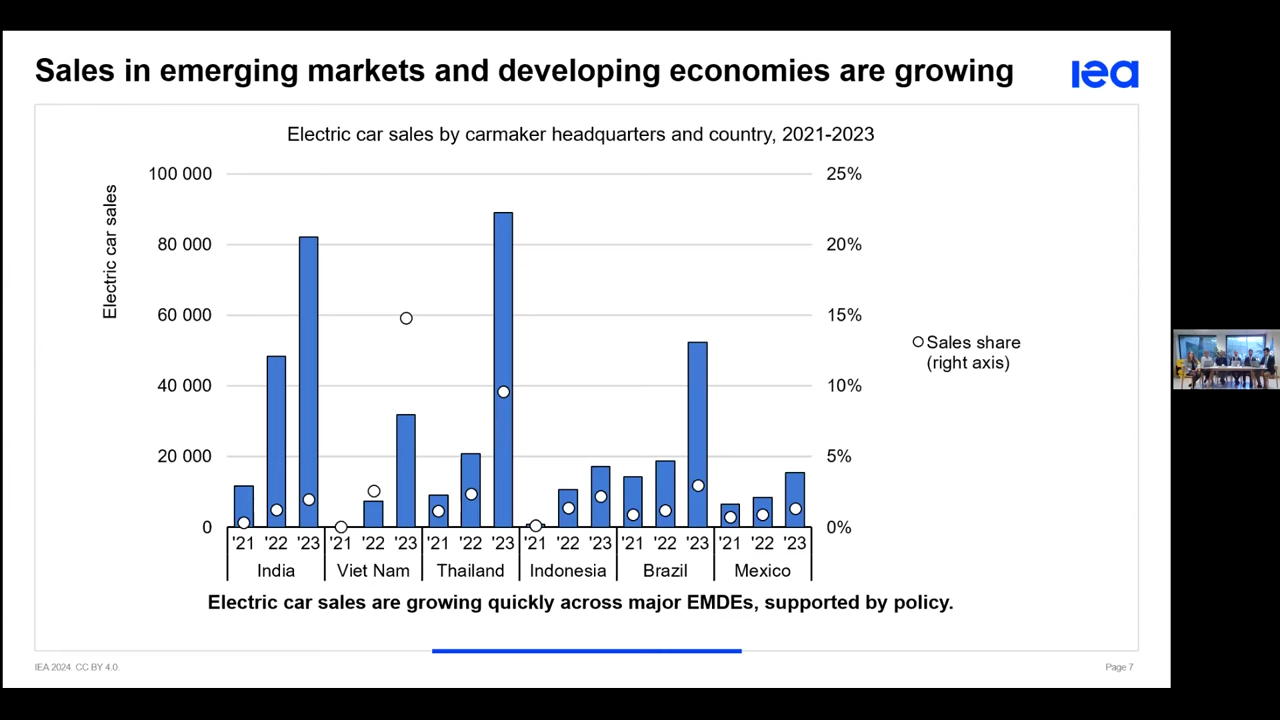 Sales in emerging markets and developing economies are growing
iea
Electric car sales by carmaker headquarters and country, 2021-2023
Electric car sales
100 000
80 000
60 000
40 000
20 000
0
25%
20%
15%
10%
5%
0%
Sales share
(right axis)
'21 '22 '23 '21 '22 '23 '21 '22 '23 '21 '22 '23 '21 '22 '23 '21 '22 '23
India Viet Nam Thailand Indonesia Brazil Mexico
Electric car sales are growing quickly across major EMDEs, supported by policy.
IEA 2024. CC BY 4.0.
Page 7